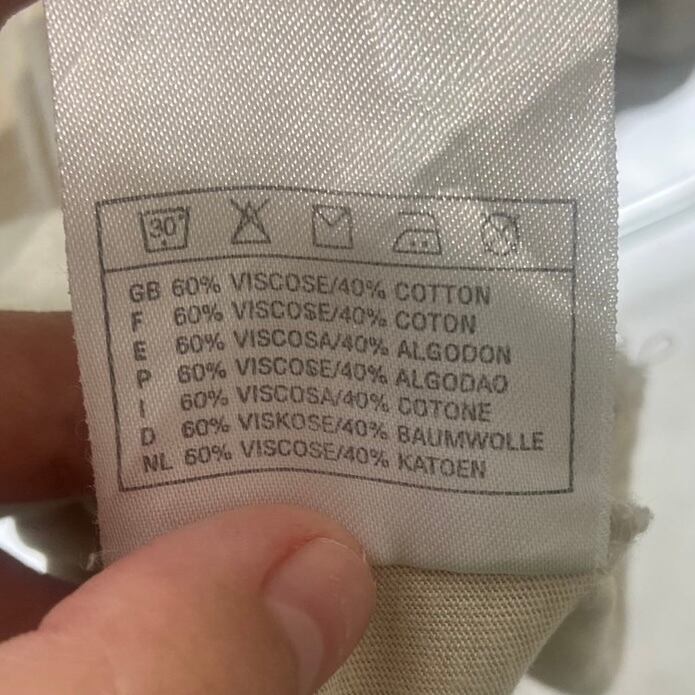 30°
GB 60% VISCOSE/40% COTTON
F 60% VISCOSE/40% COTON
E 60% VISCOSA/40% ALGODON
P 60% VISCOSE/40% ALGODAO
I 60% VISCOSA/40% COTONE
D 60% VISKOSE/40% BAUMWOLLE
NL 60% VISCOSE/40% KATOEN